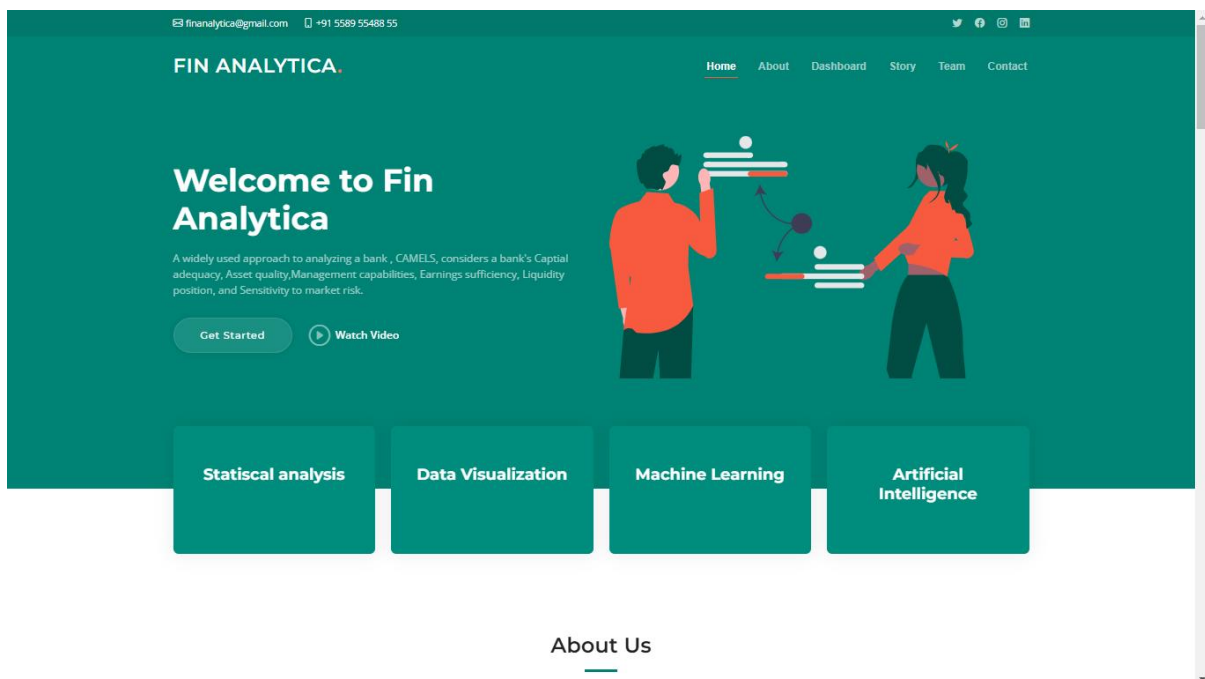 finanalytica@gmail.com +91 5589 55488 55
FIN ANALYTICA.
Home About Dashboard Story Team Contact
Welcome to Fin
Analytica
A widely used approach to analyzing a bank , CAMELS, considers a bank's Captial
adequacy, Asset quality,Management capabilities, Earnings sufficiency, Liquidity
position, and Sensitivity to market risk.
Get Started Watch Video
Statiscal analysis
Data Visualization
Machine Learning
Artificial
Intelligence
About Us